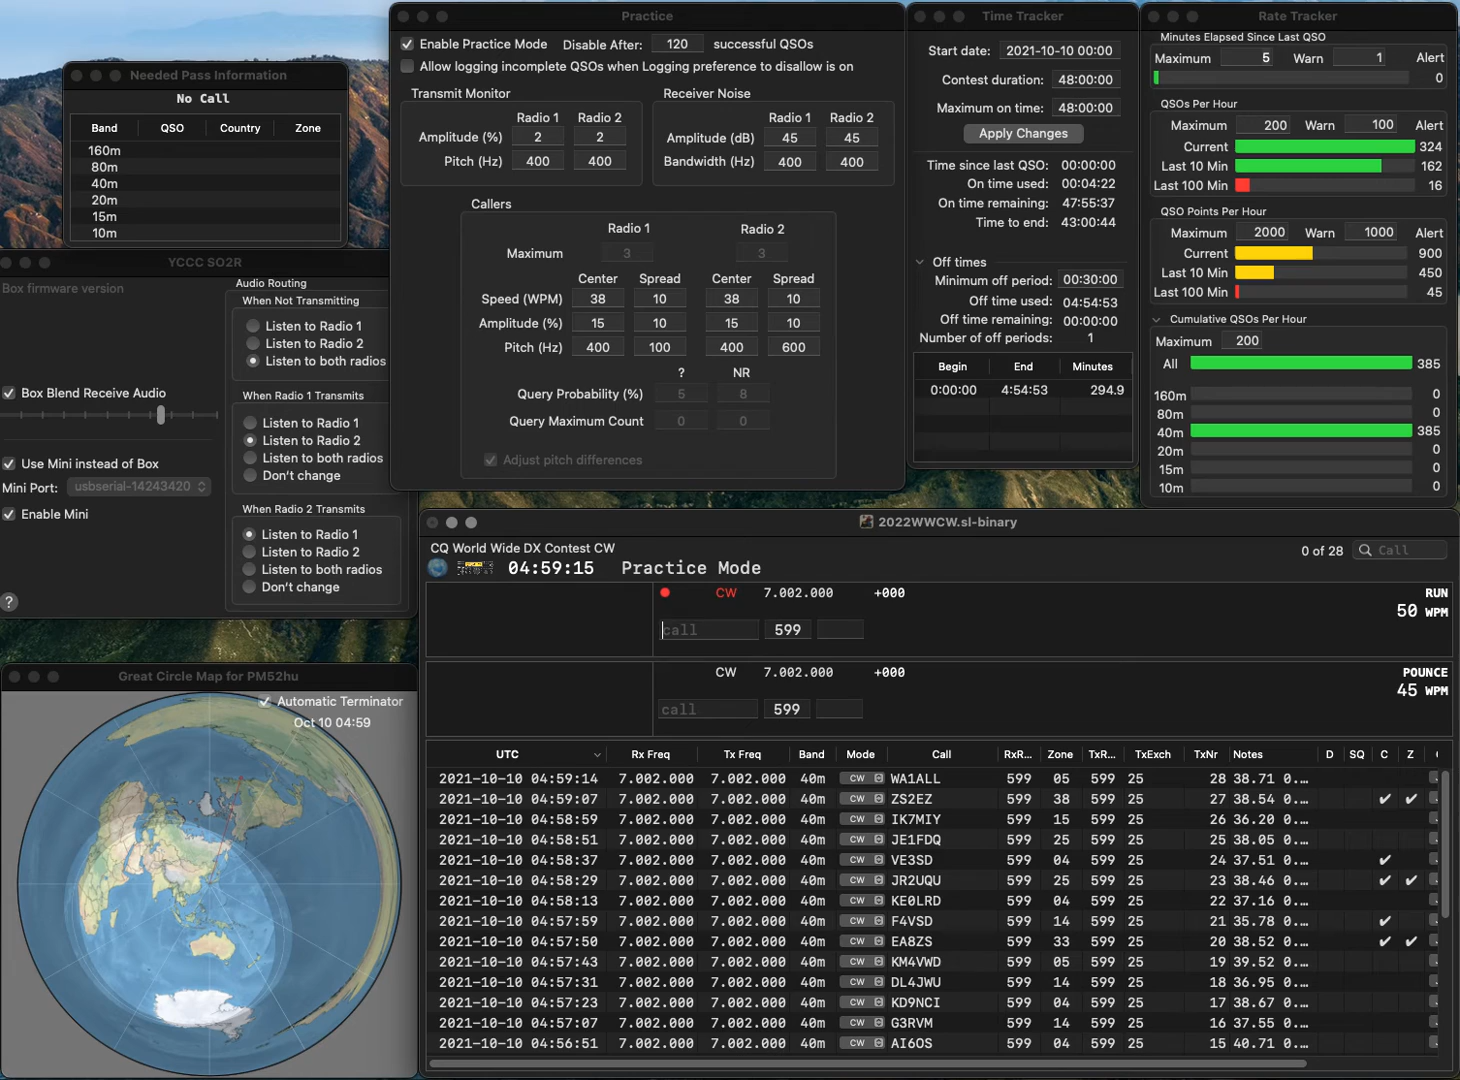 Needed Pass Information
No Call
Band QSO Country Zone
160m
80m
40m
20m
15m
10m
YCCC SO2R
Box firmware version
Box Blend Receive Audio
Use Mini instead of Box
Mini Port: usbserial-14243420
Enable Mini
?
Audio Routing
When Not Transmitting
Listen to Radio 1
Listen to Radio 2
Listen to both radios
When Radio 1 Transmits
Listen to Radio 1
Listen to Radio 2
Listen to both radios
Don't change
When Radio 2 Transmits
Listen to Radio 1
Listen to Radio 2
Listen to both radios
Don't change
Great Circle Map for PM52hu
Automatic Terminator
Oct 10 04:59
Practice
Enable Practice Mode Disable After: 120 successful QSOs
Allow logging incomplete QSOs when Logging preference to disallow is on
Transmit Monitor
Radio 1 Radio 2
Amplitude (%) 2 2
Pitch (Hz) 400 400
Receiver Noise
Radio 1 Radio 2
Amplitude (dB) 45 45
Bandwidth (Hz) 400 400
Callers
Radio 1 Radio 2
Maximum 3 3
Center Spread Center Spread
Speed (WPM) 38 10 38 10
Amplitude (%) 15 10 15 10
Pitch (Hz) 400 100 400 600
? NR
Query Probability (%) 5 8
Query Maximum Count 0 0
Adjust pitch differences
Time Tracker
Start date: 2021-10-10 00:00
Contest duration: 48:00:00
Maximum on time: 48:00:00
Apply Changes
Time since last QSO: 00:00:00
On time used: 00:04:22
On time remaining: 47:55:37
Time to end: 43:00:44
Off times
Minimum off period: 00:30:00
Off time used: 04:54:53
Off time remaining: 00:00:00
Number of off periods: 1
Begin End Minutes
0:00:00 4:54:53 294.9
Rate Tracker
Minutes Elapsed Since Last QSO
Maximum 5 Warn 1 Alert
0
QSOs Per Hour
Maximum 200 Warn 100 Alert
Current 324
Last 10 Min 162
Last 100 Min 16
QSO Points Per Hour
Maximum 2000 Warn 1000 Alert
Current 900
Last 10 Min 450
Last 100 Min 45
Cumulative QSOs Per Hour
Maximum 200
All 385
160m 0
80m 0
40m 385
20m 0
15m 0
10m 0
2022WWCW.sl-binary
CQ World Wide DX Contest CW
0 of 28 Call
04:59:15 Practice Mode
CW 7.002.000 +000 RUN
50 WPM
call 599
CW 7.002.000 +000 POUNCE
45 WPM
call 599
UTC Rx Freq Tx Freq Band Mode Call RxR... Zone TxR... TxExch TxNr Notes D SQ C Z
2021-10-10 04:59:14 7.002.000 7.002.000 40m CW WA1ALL 599 05 599 25 28 38.71 0....
2021-10-10 04:59:07 7.002.000 7.002.000 40m CW ZS2EZ 599 38 599 25 27 38.54 0.... ✔ ✔
2021-10-10 04:58:59 7.002.000 7.002.000 40m CW IK7MIY 599 15 599 25 26 36.20 0....
2021-10-10 04:58:51 7.002.000 7.002.000 40m CW JE1FDQ 599 25 599 25 25 38.05 0....
2021-10-10 04:58:37 7.002.000 7.002.000 40m CW VE3SD 599 04 599 25 24 37.51 0.... ✔
2021-10-10 04:58:29 7.002.000 7.002.000 40m CW JR2UQU 599 25 599 25 23 38.46 0.... ✔ ✔
2021-10-10 04:58:13 7.002.000 7.002.000 40m CW KE0LRD 599 04 599 25 22 37.16 0....
2021-10-10 04:57:59 7.002.000 7.002.000 40m CW F4VSD 599 14 599 25 21 35.78 0.... ✔
2021-10-10 04:57:50 7.002.000 7.002.000 40m CW EA8ZS 599 33 599 25 20 38.52 0.... ✔ ✔
2021-10-10 04:57:43 7.002.000 7.002.000 40m CW KM4VWD 599 05 599 25 19 39.52 0....
2021-10-10 04:57:31 7.002.000 7.002.000 40m CW DL4JWU 599 14 599 25 18 36.95 0....
2021-10-10 04:57:23 7.002.000 7.002.000 40m CW KD9NCI 599 04 599 25 17 38.67 0....
2021-10-10 04:57:07 7.002.000 7.002.000 40m CW G3RVM 599 14 599 25 16 37.55 0....
2021-10-10 04:56:51 7.002.000 7.002.000 40m CW AI6OS 599 04 599 25 15 40.71 0....